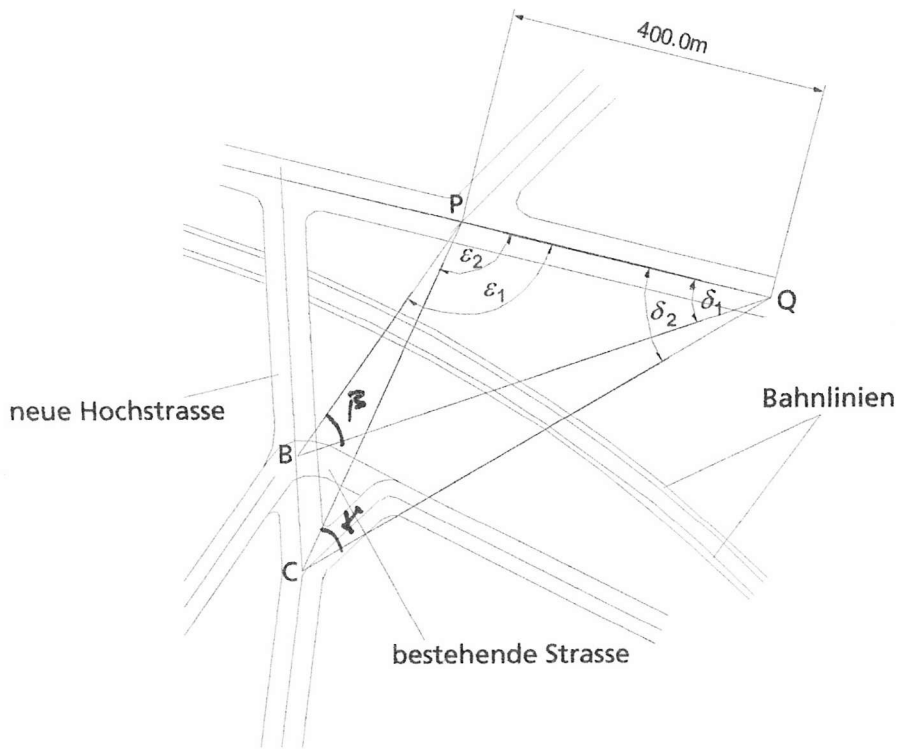 400.0m
P
ε2
ε1
δ2
δ1
Q
neue Hochstrasse
β
Bahnlinien
B
γ
C
bestehende Strasse